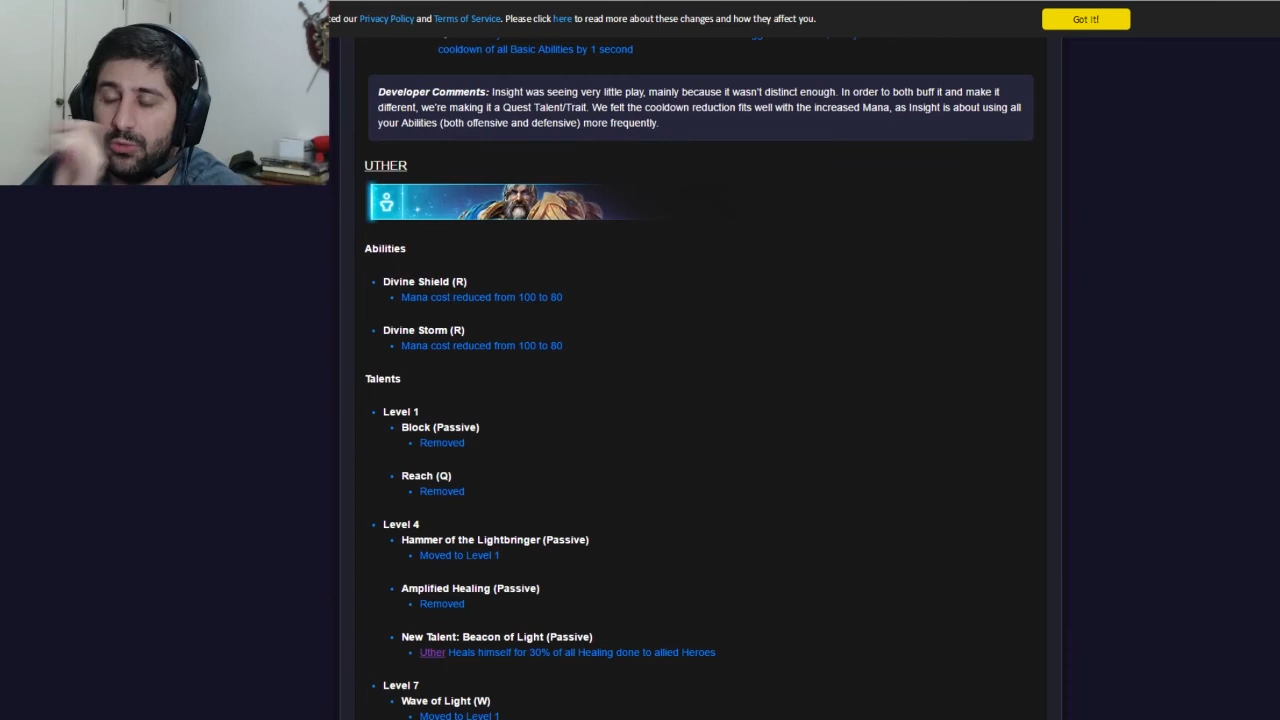 ted our Privacy Policy and Terms of Service. Please click here to read more about these changes and how they affect you.
Got it!
cooldown of all Basic Abilities by 1 second
Developer Comments: Insight was seeing very little play, mainly because it wasn't distinct enough. In order to both buff it and make it
different, we're making it a Quest Talent/Trait. We felt the cooldown reduction fits well with the increased Mana, as Insight is about using all
your Abilities (both offensive and defensive) more frequently.
UTHER
Abilities
Divine Shield (R)
Mana cost reduced from 100 to 80
Divine Storm (R)
Mana cost reduced from 100 to 80
Talents
Level 1
Block (Passive)
Removed
Reach (Q)
Removed
Level 4
Hammer of the Lightbringer (Passive)
Moved to Level 1
Amplified Healing (Passive)
Removed
New Talent: Beacon of Light (Passive)
Uther Heals himself for 30% of all Healing done to allied Heroes
Level 7
Wave of Light (W)
Moved to Level 1